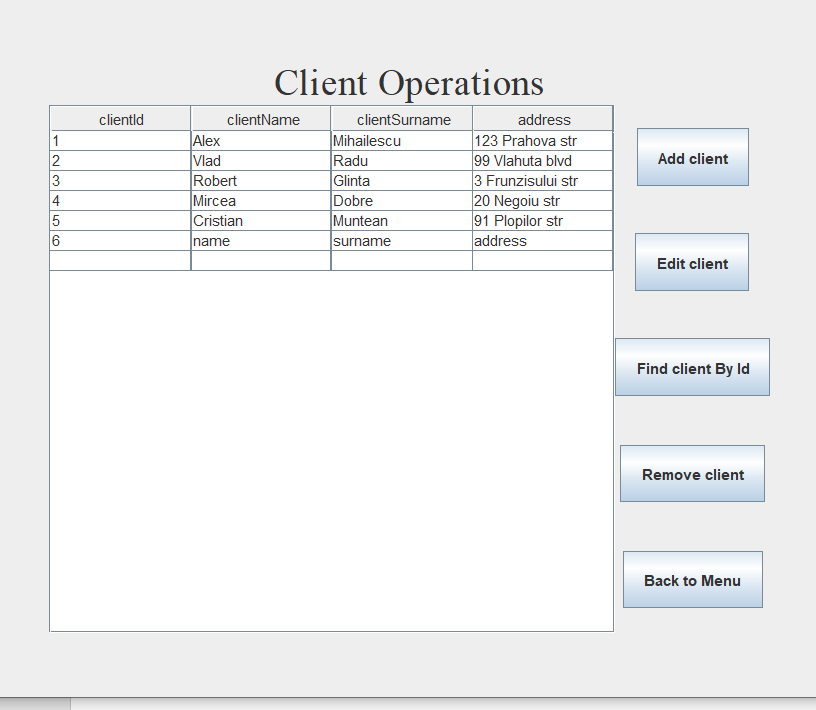 Client Operations
clientId clientName clientSurname address
1 Alex Mihailescu 123 Prahova str
2 Vlad Radu 99 Vlahuta blvd
3 Robert Glinta 3 Frunzisului str
4 Mircea Dobre 20 Negoiu str
5 Cristian Muntean 91 Plopilor str
6 name surname address
Add client
Edit client
Find client By Id
Remove client
Back to Menu